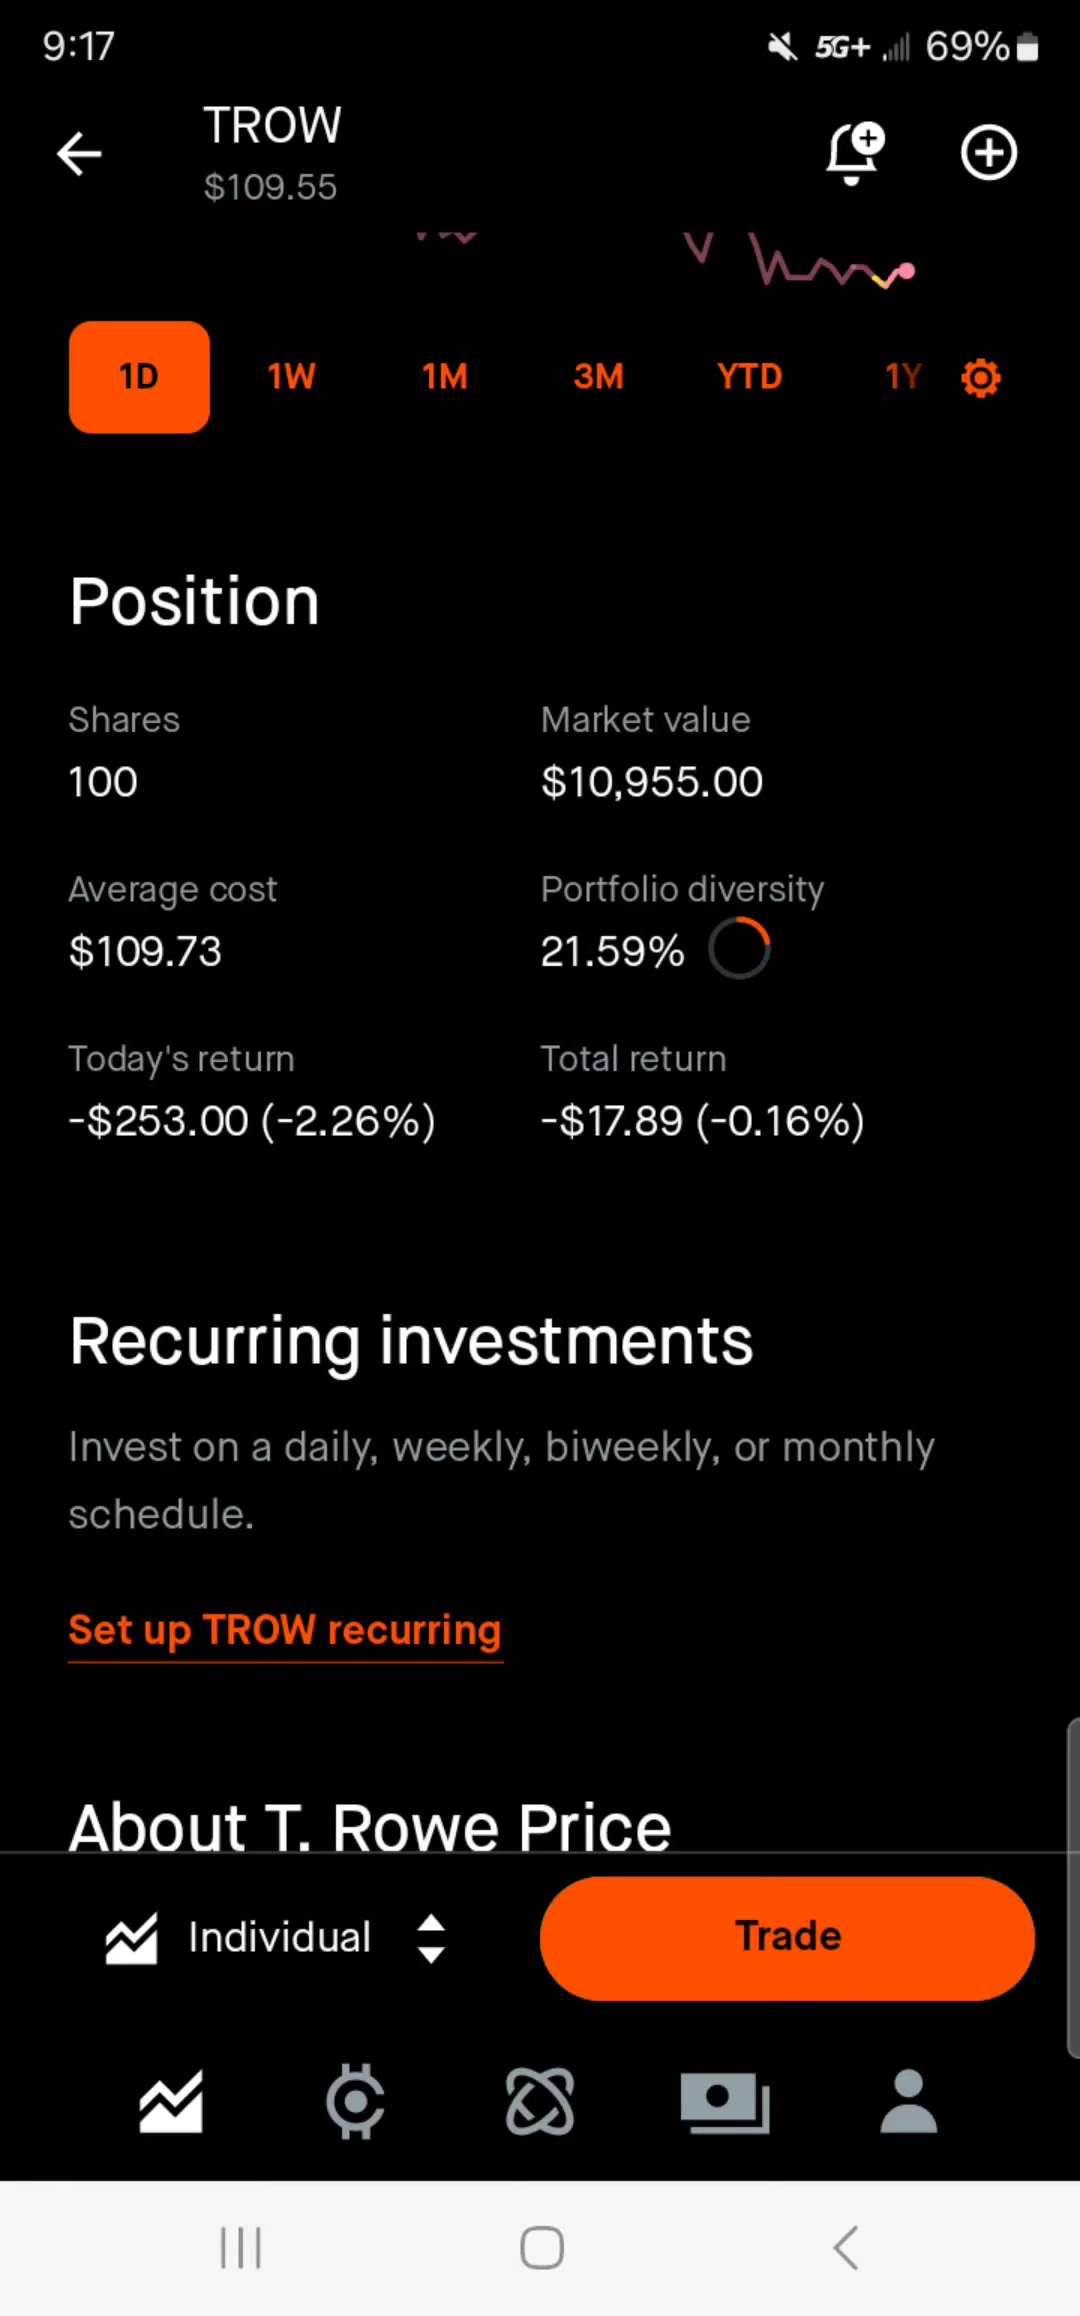 9:17
5G+ 69%
TROW
$109.55
1D 1W 1M 3M YTD 1Y
Position
Shares Market value
100 $10,955.00
Average cost Portfolio diversity
$109.73 21.59%
Today's return Total return
-$253.00 (-2.26%) -$17.89 (-0.16%)
Recurring investments
Invest on a daily, weekly, biweekly, or monthly
schedule.
Set up TROW recurring
About T. Rowe Price
Individual Trade